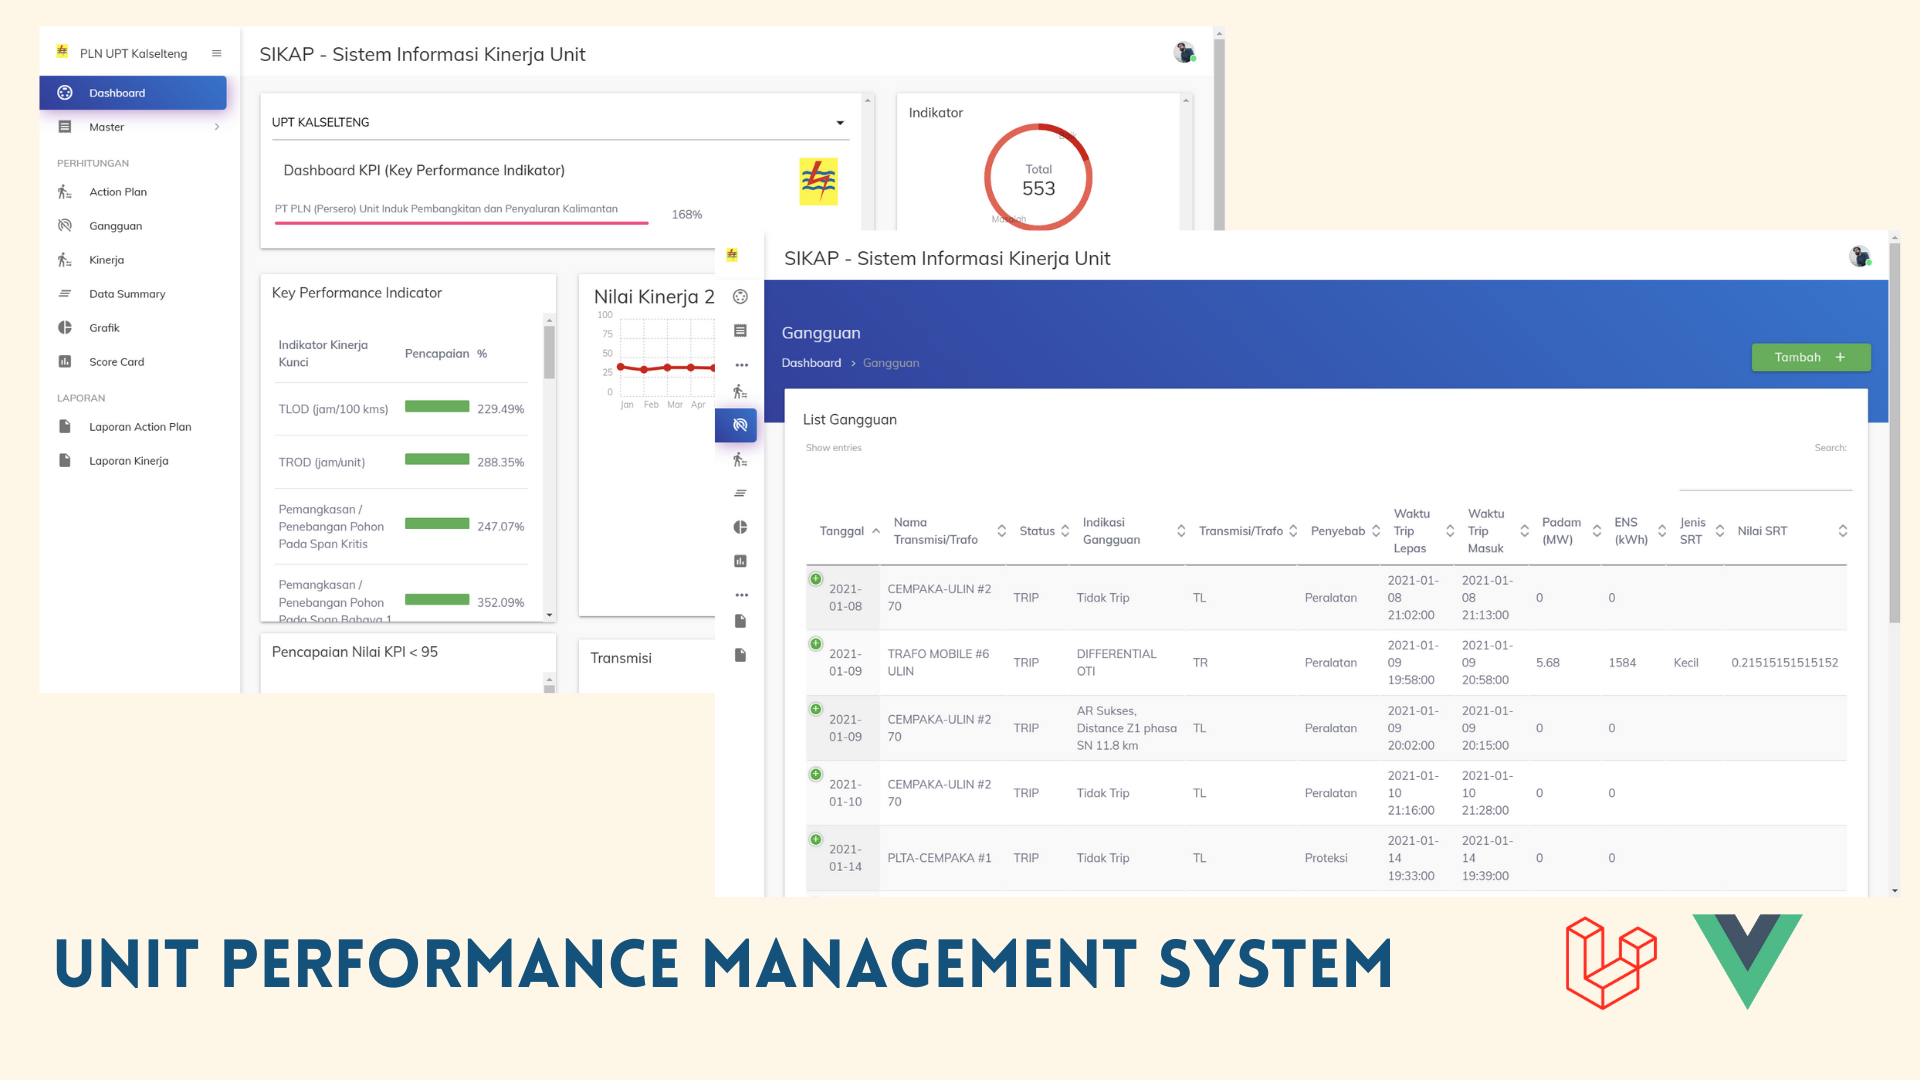 PLN UPT Kalselteng
SIKAP - Sistem Informasi Kinerja Unit
Dashboard
Master
PERHITUNGAN
Action Plan
Gangguan
Kinerja
Data Summary
Grafik
Score Card
LAPORAN
Laporan Action Plan
Laporan Kinerja
UPT KALSELTENG
Dashboard KPI (Key Performance Indikator)
PT PLN (Persero) Unit Induk Pembangkitan dan Penyaluran Kalimantan
168%
Indikator
Total
553
Masalah
Key Performance Indicator
Indikator Kinerja
Kunci
Pencapaian %
TLOD (jam/100 kms) 229.49%
TROD (jam/unit) 288.35%
Pemangkasan /
Penebangan Pohon
Pada Span Kritis
247.07%
Pemangkasan /
Penebangan Pohon
Pada Span Bahaya 1
352.09%
Pencapaian Nilai KPI < 95
Nilai Kinerja 2
100
75
50
25
0
Jan Feb Mar Apr
Transmisi
SIKAP - Sistem Informasi Kinerja Unit
Gangguan
Dashboard > Gangguan
Tambah +
List Gangguan
Show entries
Search:
Tanggal
Nama
Transmisi/Trafo
Status
Indikasi
Gangguan
Transmisi/Trafo
Penyebab
Waktu
Trip
Lepas
Waktu
Trip
Masuk
Padam
(MW)
ENS
(kWh)
Jenis
SRT
Nilai SRT
2021-
01-08
CEMPAKA-ULIN #2
70
TRIP
Tidak Trip
TL
Peralatan
2021-01-
08
21:02:00
2021-01-
08
21:13:00
0
0
2021-
01-09
TRAFO MOBILE #6
ULIN
TRIP
DIFFERENTIAL
OTI
TR
Peralatan
2021-01-
09
19:58:00
2021-01-
09
20:58:00
5.68
1584
Kecil
0.21515151515152
2021-
01-09
CEMPAKA-ULIN #2
70
TRIP
AR Sukses,
Distance Z1 phasa
SN 11.8 km
TL
Peralatan
2021-01-
09
20:02:00
2021-01-
09
20:15:00
0
0
2021-
01-10
CEMPAKA-ULIN #2
70
TRIP
Tidak Trip
TL
Peralatan
2021-01-
10
21:16:00
2021-01-
10
21:28:00
0
0
2021-
01-14
PLTA-CEMPAKA #1
TRIP
Tidak Trip
TL
Proteksi
2021-01-
14
19:33:00
2021-01-
14
19:39:00
0
0
UNIT PERFORMANCE MANAGEMENT SYSTEM